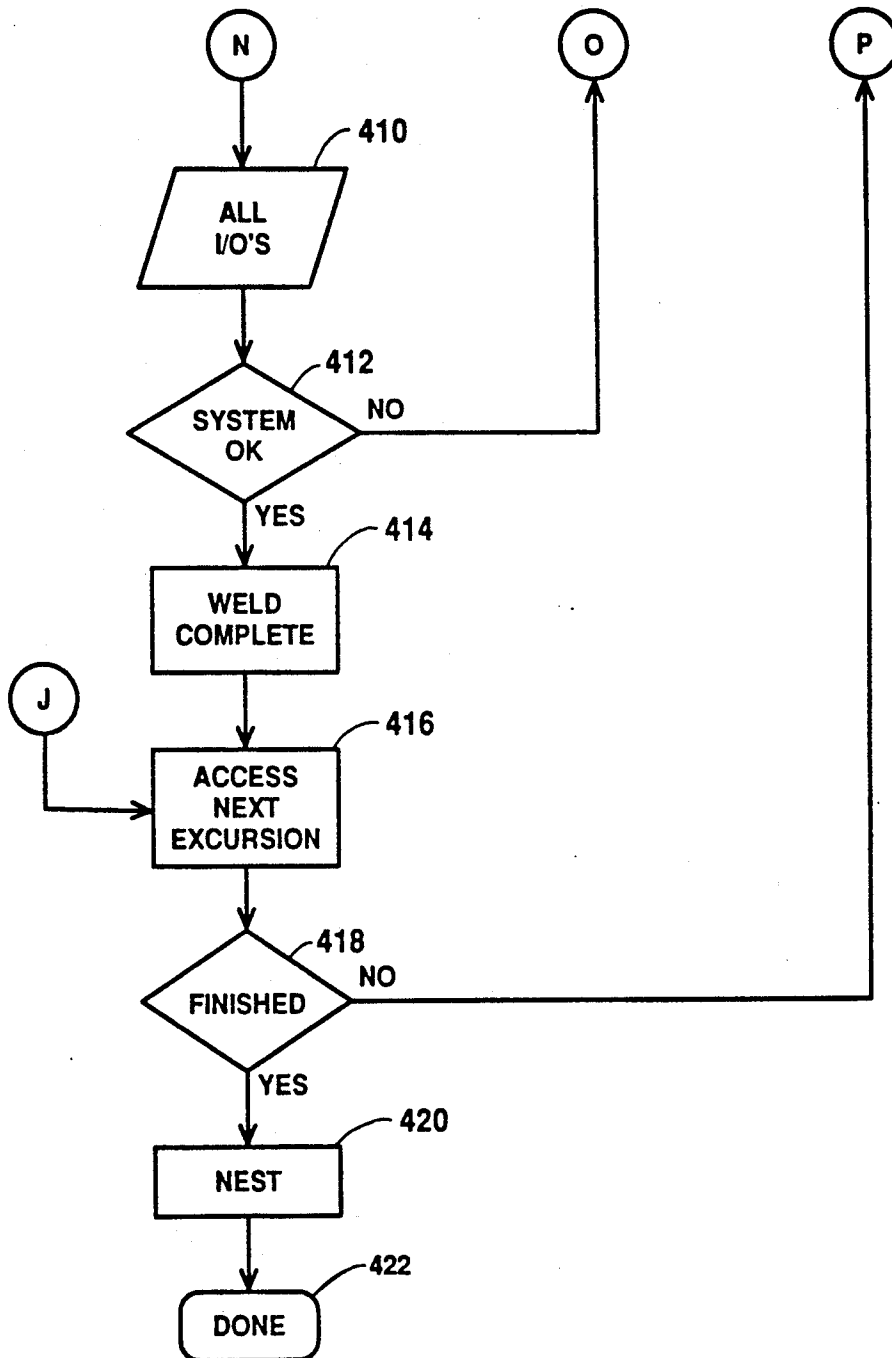 N
O
P
410
ALL
I/O'S
412
SYSTEM
OK
NO
YES
414
WELD
COMPLETE
J
416
ACCESS
NEXT
EXCURSION
418
FINISHED
NO
YES
420
NEST
422
DONE